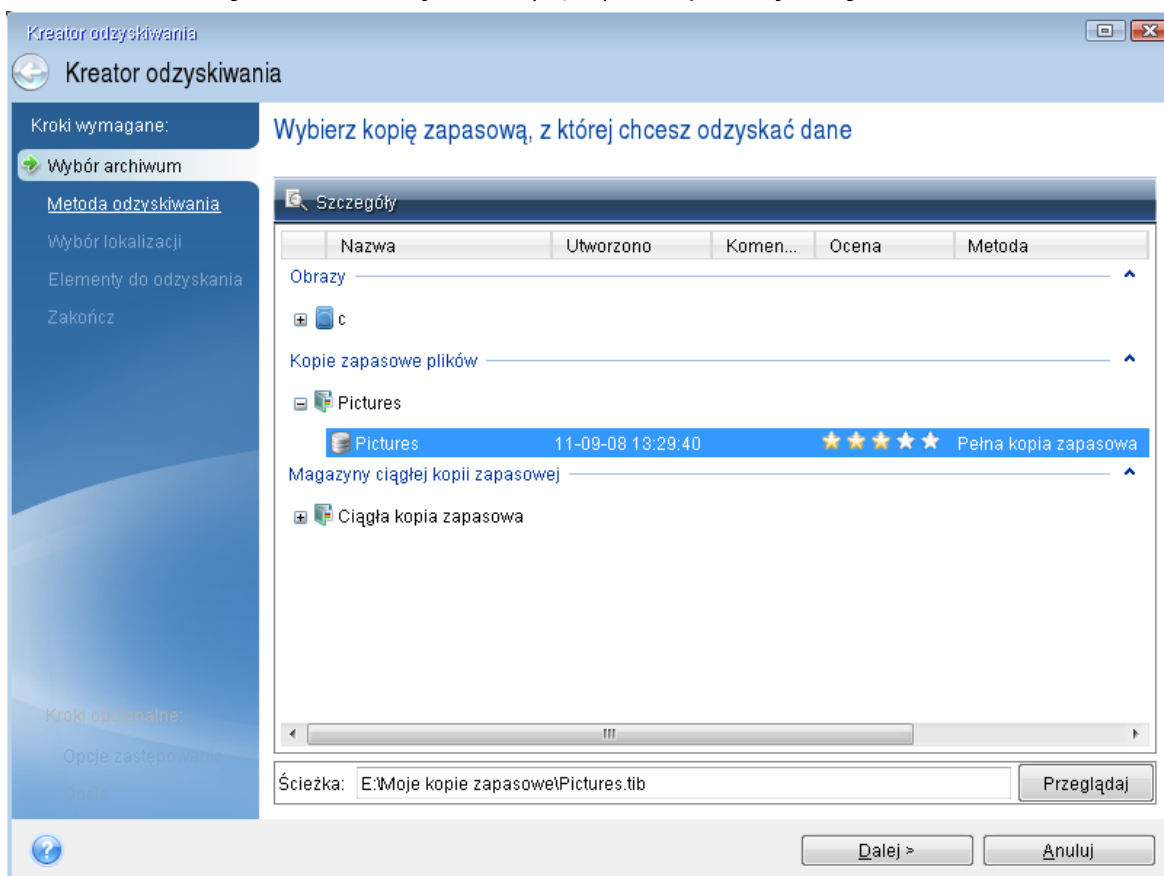 Kreator odzyskiwania
Kreator odzyskiwania
Kroki wymagane:
Wybór archiwum
Metoda odzyskiwania
Wybór lokalizacji
Elementy do odzyskania
Zakończ
Kroki opcjonalne:
Opcje zastępowania
Opcje
Wybierz kopię zapasową, z której chcesz odzyskać dane
Szczegóły
Nazwa Utworzono Komen... Ocena Metoda
Obrazy
c
Kopie zapasowe plików
Pictures
Pictures 11-09-08 13:29:40 Pełna kopia zapasowa
Magazyny ciągłej kopii zapasowej
Ciągła kopia zapasowa
Ścieżka: E:\Moje kopie zapasowe\Pictures.tib Przeglądaj
Dalej > Anuluj